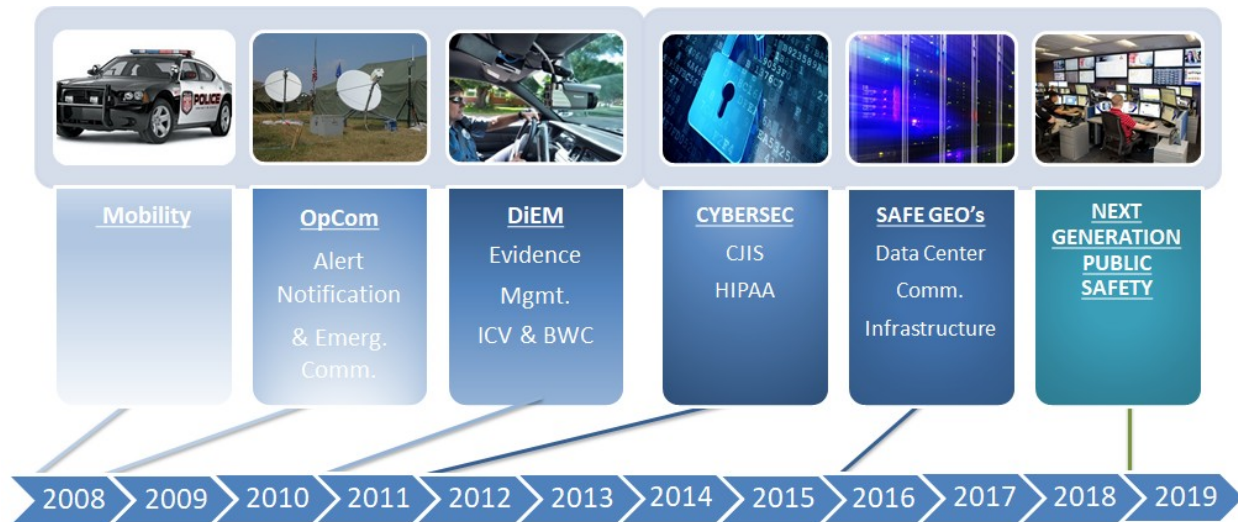 POLICE
Mobility
OpCom
Alert
Notification
& Emerg.
Comm.
DiEM
Evidence
Mgmt.
ICV & BWC
CYBERSEC
CJIS
HIPAA
SAFE GEO's
Data Center
Comm.
Infrastructure
NEXT
GENERATION
PUBLIC
SAFETY
2008 2009 2010 2011 2012 2013 2014 2015 2016 2017 2018 2019